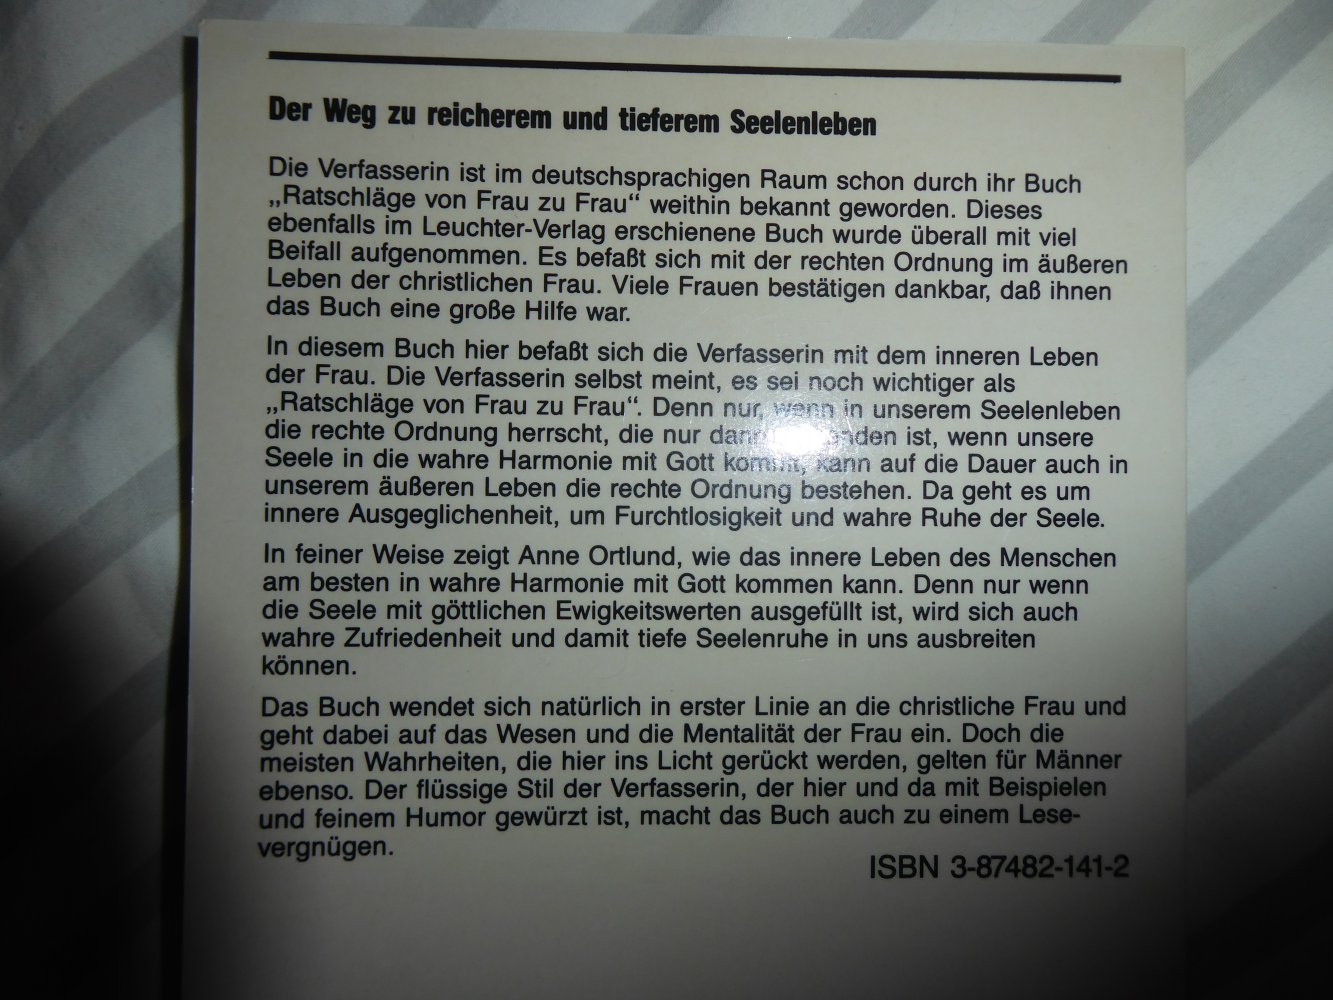 Der Weg zu reicherem und tieferem Seelenleben
Die Verfasserin ist im deutschsprachigen Raum schon durch ihr Buch
„Ratschläge von Frau zu Frau“ weithin bekannt geworden. Dieses
ebenfalls im Leuchter-Verlag erschienene Buch wurde überall mit viel
Beifall aufgenommen. Es befaßt sich mit der rechten Ordnung im äußeren
Leben der christlichen Frau. Viele Frauen bestätigen dankbar, daß ihnen
das Buch eine große Hilfe war.
In diesem Buch hier befaßt sich die Verfasserin mit dem inneren Leben
der Frau. Die Verfasserin selbst meint, es sei noch wichtiger als
„Ratschläge von Frau zu Frau“. Denn nur, wenn in unserem Seelenleben
die rechte Ordnung herrscht, die nur dann ist, wenn unsere
Seele in die wahre Harmonie mit Gott kommt, kann auf die Dauer auch in
unserem äußeren Leben die rechte Ordnung bestehen. Da geht es um
innere Ausgeglichenheit, um Furchtlosigkeit und wahre Ruhe der Seele.
In feiner Weise zeigt Anne Ortlund, wie das innere Leben des Menschen
am besten in wahre Harmonie mit Gott kommen kann. Denn nur wenn
die Seele mit göttlichen Ewigkeitswerten ausgefüllt ist, wird sich auch
wahre Zufriedenheit und damit tiefe Seelenruhe in uns ausbreiten
können.
Das Buch wendet sich natürlich in erster Linie an die christliche Frau und
geht dabei auf das Wesen und die Mentalität der Frau ein. Doch die
meisten Wahrheiten, die hier ins Licht gerückt werden, gelten für Männer
ebenso. Der flüssige Stil der Verfasserin, der hier und da mit Beispielen
und feinem Humor gewürzt ist, macht das Buch auch zu einem Lese-
vergnügen.
ISBN 3-87482-141-2